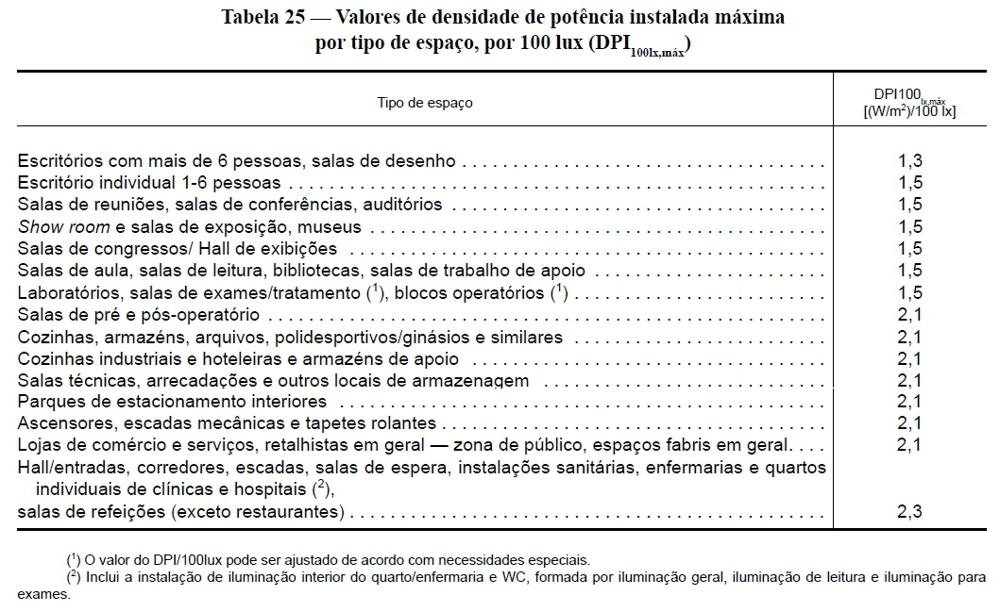 Tabela 25 — Valores de densidade de potência instalada máxima
por tipo de espaço, por 100 lux (DPI100lx,máx)
Tipo de espaço
DPI100lx,máx
[(W/m²)/100 lx]
Escritórios com mais de 6 pessoas, salas de desenho . . . . . . . . . . . . . . . . . . . . 1,3
Escritório individual 1-6 pessoas . . . . . . . . . . . . . . . . . . . . 1,5
Salas de reuniões, salas de conferências, auditórios . . . . . . . . . . . . . . . . . . . . 1,5
Show room e salas de exposição, museus . . . . . . . . . . . . . . . . . . . . 1,5
Salas de congressos/ Hall de exibições . . . . . . . . . . . . . . . . . . . . 1,5
Salas de aula, salas de leitura, bibliotecas, salas de trabalho de apoio . . . . . . . . . . . . . . . . . . . . 1,5
Laboratórios, salas de exames/tratamento (¹), blocos operatórios (¹) . . . . . . . . . . . . . . . . . . . . 1,5
Salas de pré e pós-operatório . . . . . . . . . . . . . . . . . . . . 2,1
Cozinhas, armazéns, arquivos, polidesportivos/ginásios e similares . . . . . . . . . . . . . . . . . . . . 2,1
Cozinhas industriais e hoteleiras e armazéns de apoio . . . . . . . . . . . . . . . . . . . . 2,1
Salas técnicas, arrecadações e outros locais de armazenagem . . . . . . . . . . . . . . . . . . . . 2,1
Parques de estacionamento interiores . . . . . . . . . . . . . . . . . . . . 2,1
Ascensores, escadas mecânicas e tapetes rolantes . . . . . . . . . . . . . . . . . . . . 2,1
Lojas de comércio e serviços, retalhistas em geral — zona de público, espaços fabris em geral. . . . 2,1
Hall/entradas, corredores, escadas, salas de espera, instalações sanitárias, enfermarias e quartos
individuais de clínicas e hospitais (²),
salas de refeições (exceto restaurantes) . . . . . . . . . . . . . . . . . . . . 2,3
(¹) O valor do DPI/100lux pode ser ajustado de acordo com necessidades especiais.
(²) Inclui a instalação de iluminação interior do quarto/enfermaria e WC, formada por iluminação geral, iluminação de leitura e iluminação para
exames.